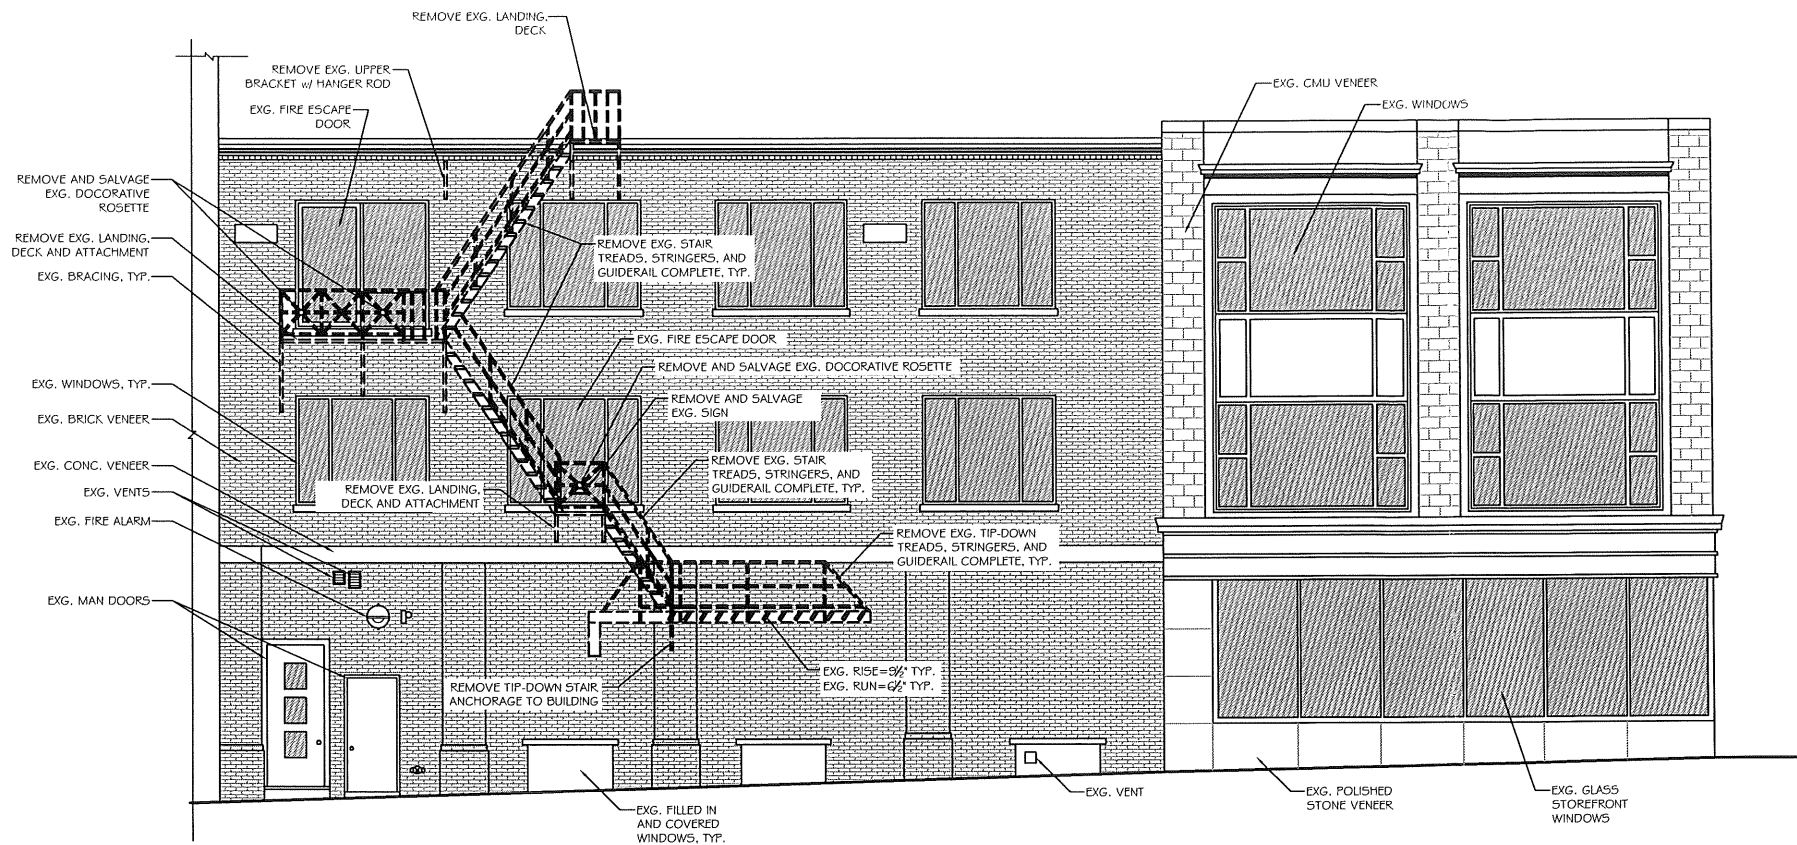 REMOVE EXG. LANDING,
DECK
REMOVE EXG. UPPER
BRACKET w/ HANGER ROD
EXG. FIRE ESCAPE
DOOR
REMOVE AND SALVAGE
EXG. DOCORATIVE
ROSETTE
REMOVE EXG. LANDING,
DECK AND ATTACHMENT
EXG. BRACING, TYP.
EXG. WINDOWS, TYP.
EXG. BRICK VENEER
EXG. CONC. VENEER
EXG. VENTS
EXG. FIRE ALARM
EXG. MAN DOORS
REMOVE EXG. STAIR
TREADS, STRINGERS, AND
GUIDERAIL COMPLETE, TYP.
EXG. FIRE ESCAPE DOOR
REMOVE AND SALVAGE EXG. DOCORATIVE ROSETTE
REMOVE AND SALVAGE
EXG. SIGN
REMOVE EXG. STAIR
TREADS, STRINGERS, AND
GUIDERAIL COMPLETE, TYP.
REMOVE EXG. LANDING,
DECK AND ATTACHMENT
REMOVE EXG. TIP-DOWN
TREADS, STRINGERS, AND
GUIDERAIL COMPLETE, TYP.
EXG. RISE=9½" TYP.
EXG. RUN=6½" TYP.
REMOVE TIP-DOWN STAIR
ANCHORAGE TO BUILDING
EXG. FILLED IN
AND COVERED
WINDOWS, TYP.
EXG. VENT
EXG. CMU VENEER
EXG. WINDOWS
EXG. POLISHED
STONE VENEER
EXG. GLASS
STOREFRONT
WINDOWS